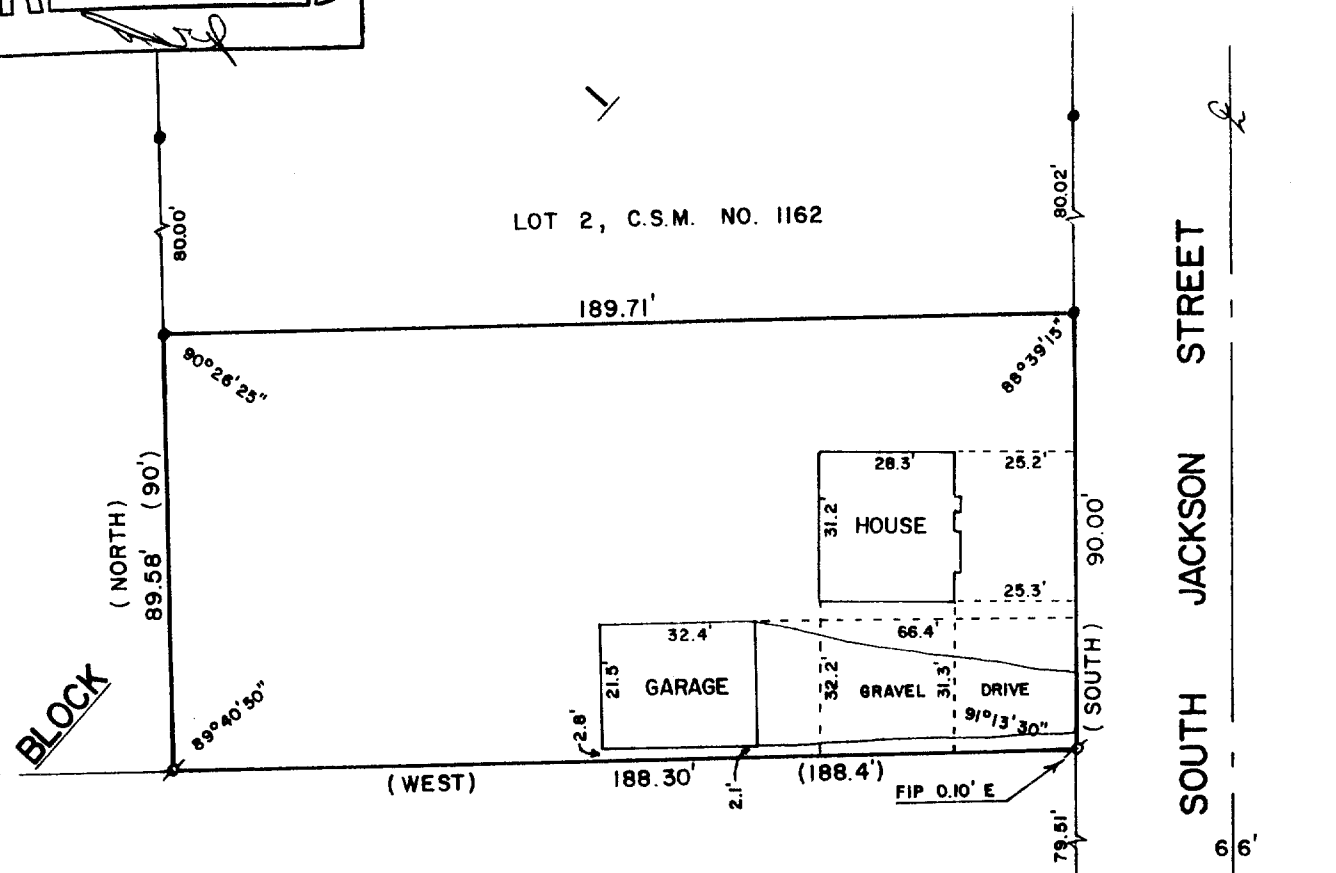 1
80.00'
80.02'
LOT 2, C.S.M. NO. 1162
189.71'
90°26'25"
88°39'15"
STREET
JACKSON
SOUTH
28.3'
25.2'
31.2'
HOUSE
25.3'
90.00'
(NORTH)
(90')
89.58'
32.4'
66.4'
21.5'
GARAGE
32.2'
GRAVEL
31.3'
DRIVE
(SOUTH)
91°13'30"
BLOCK
89°40'50"
2.8'
(WEST)
188.30'
2.1'
(188.4')
FIP 0.10' E
79.51'
66'